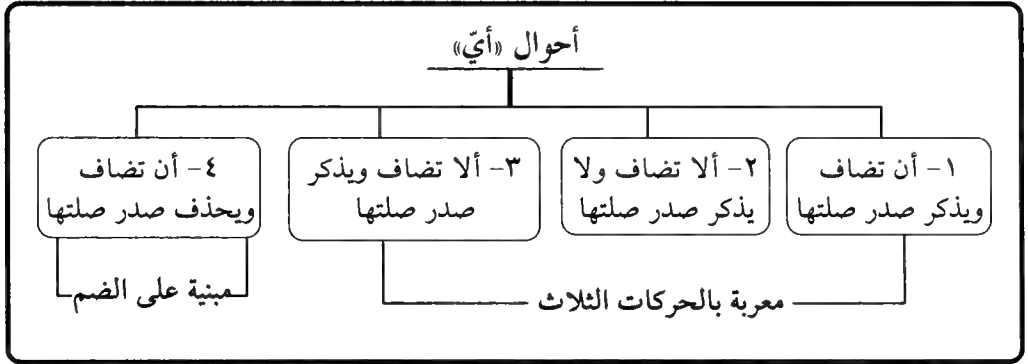 أحوال «أيّ»
١- أن تضاف
ويذكر صدر صلتها
٢- ألا تضاف ولا
يذكر صدر صلتها
٣- ألا تضاف ويذكر
صدر صلتها
٤- أن تضاف
ويحذف صدر صلتها
معربة بالحركات الثلاث
مبنية على الضم